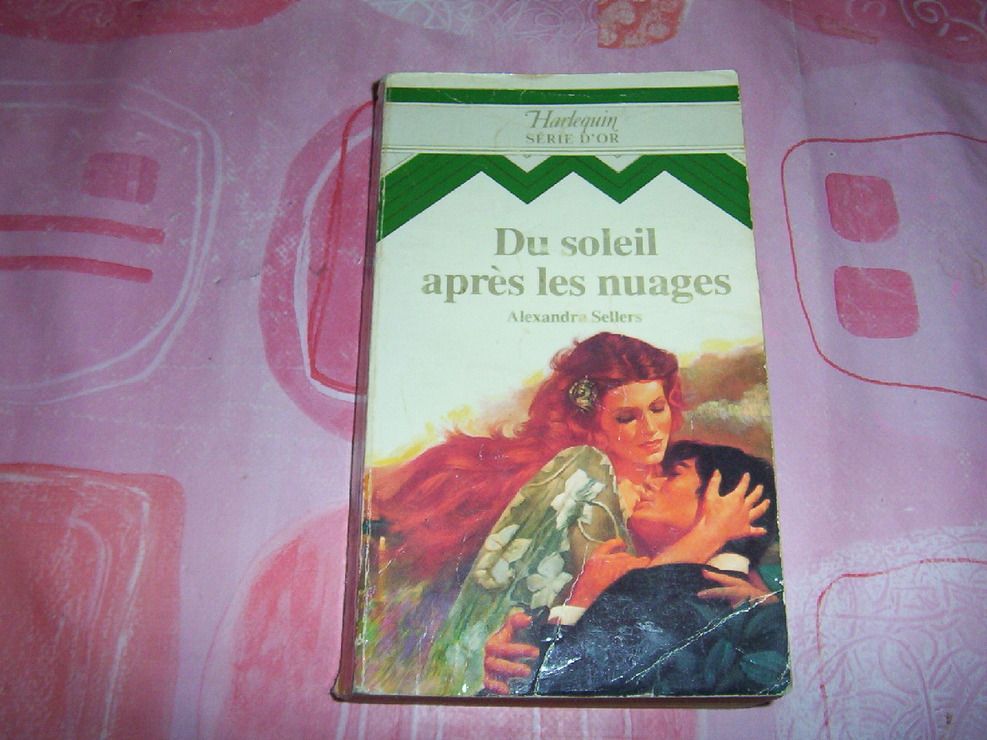 Harlequin
SÉRIE D'OR
Du soleil
après les nuages
Alexandra Sellers